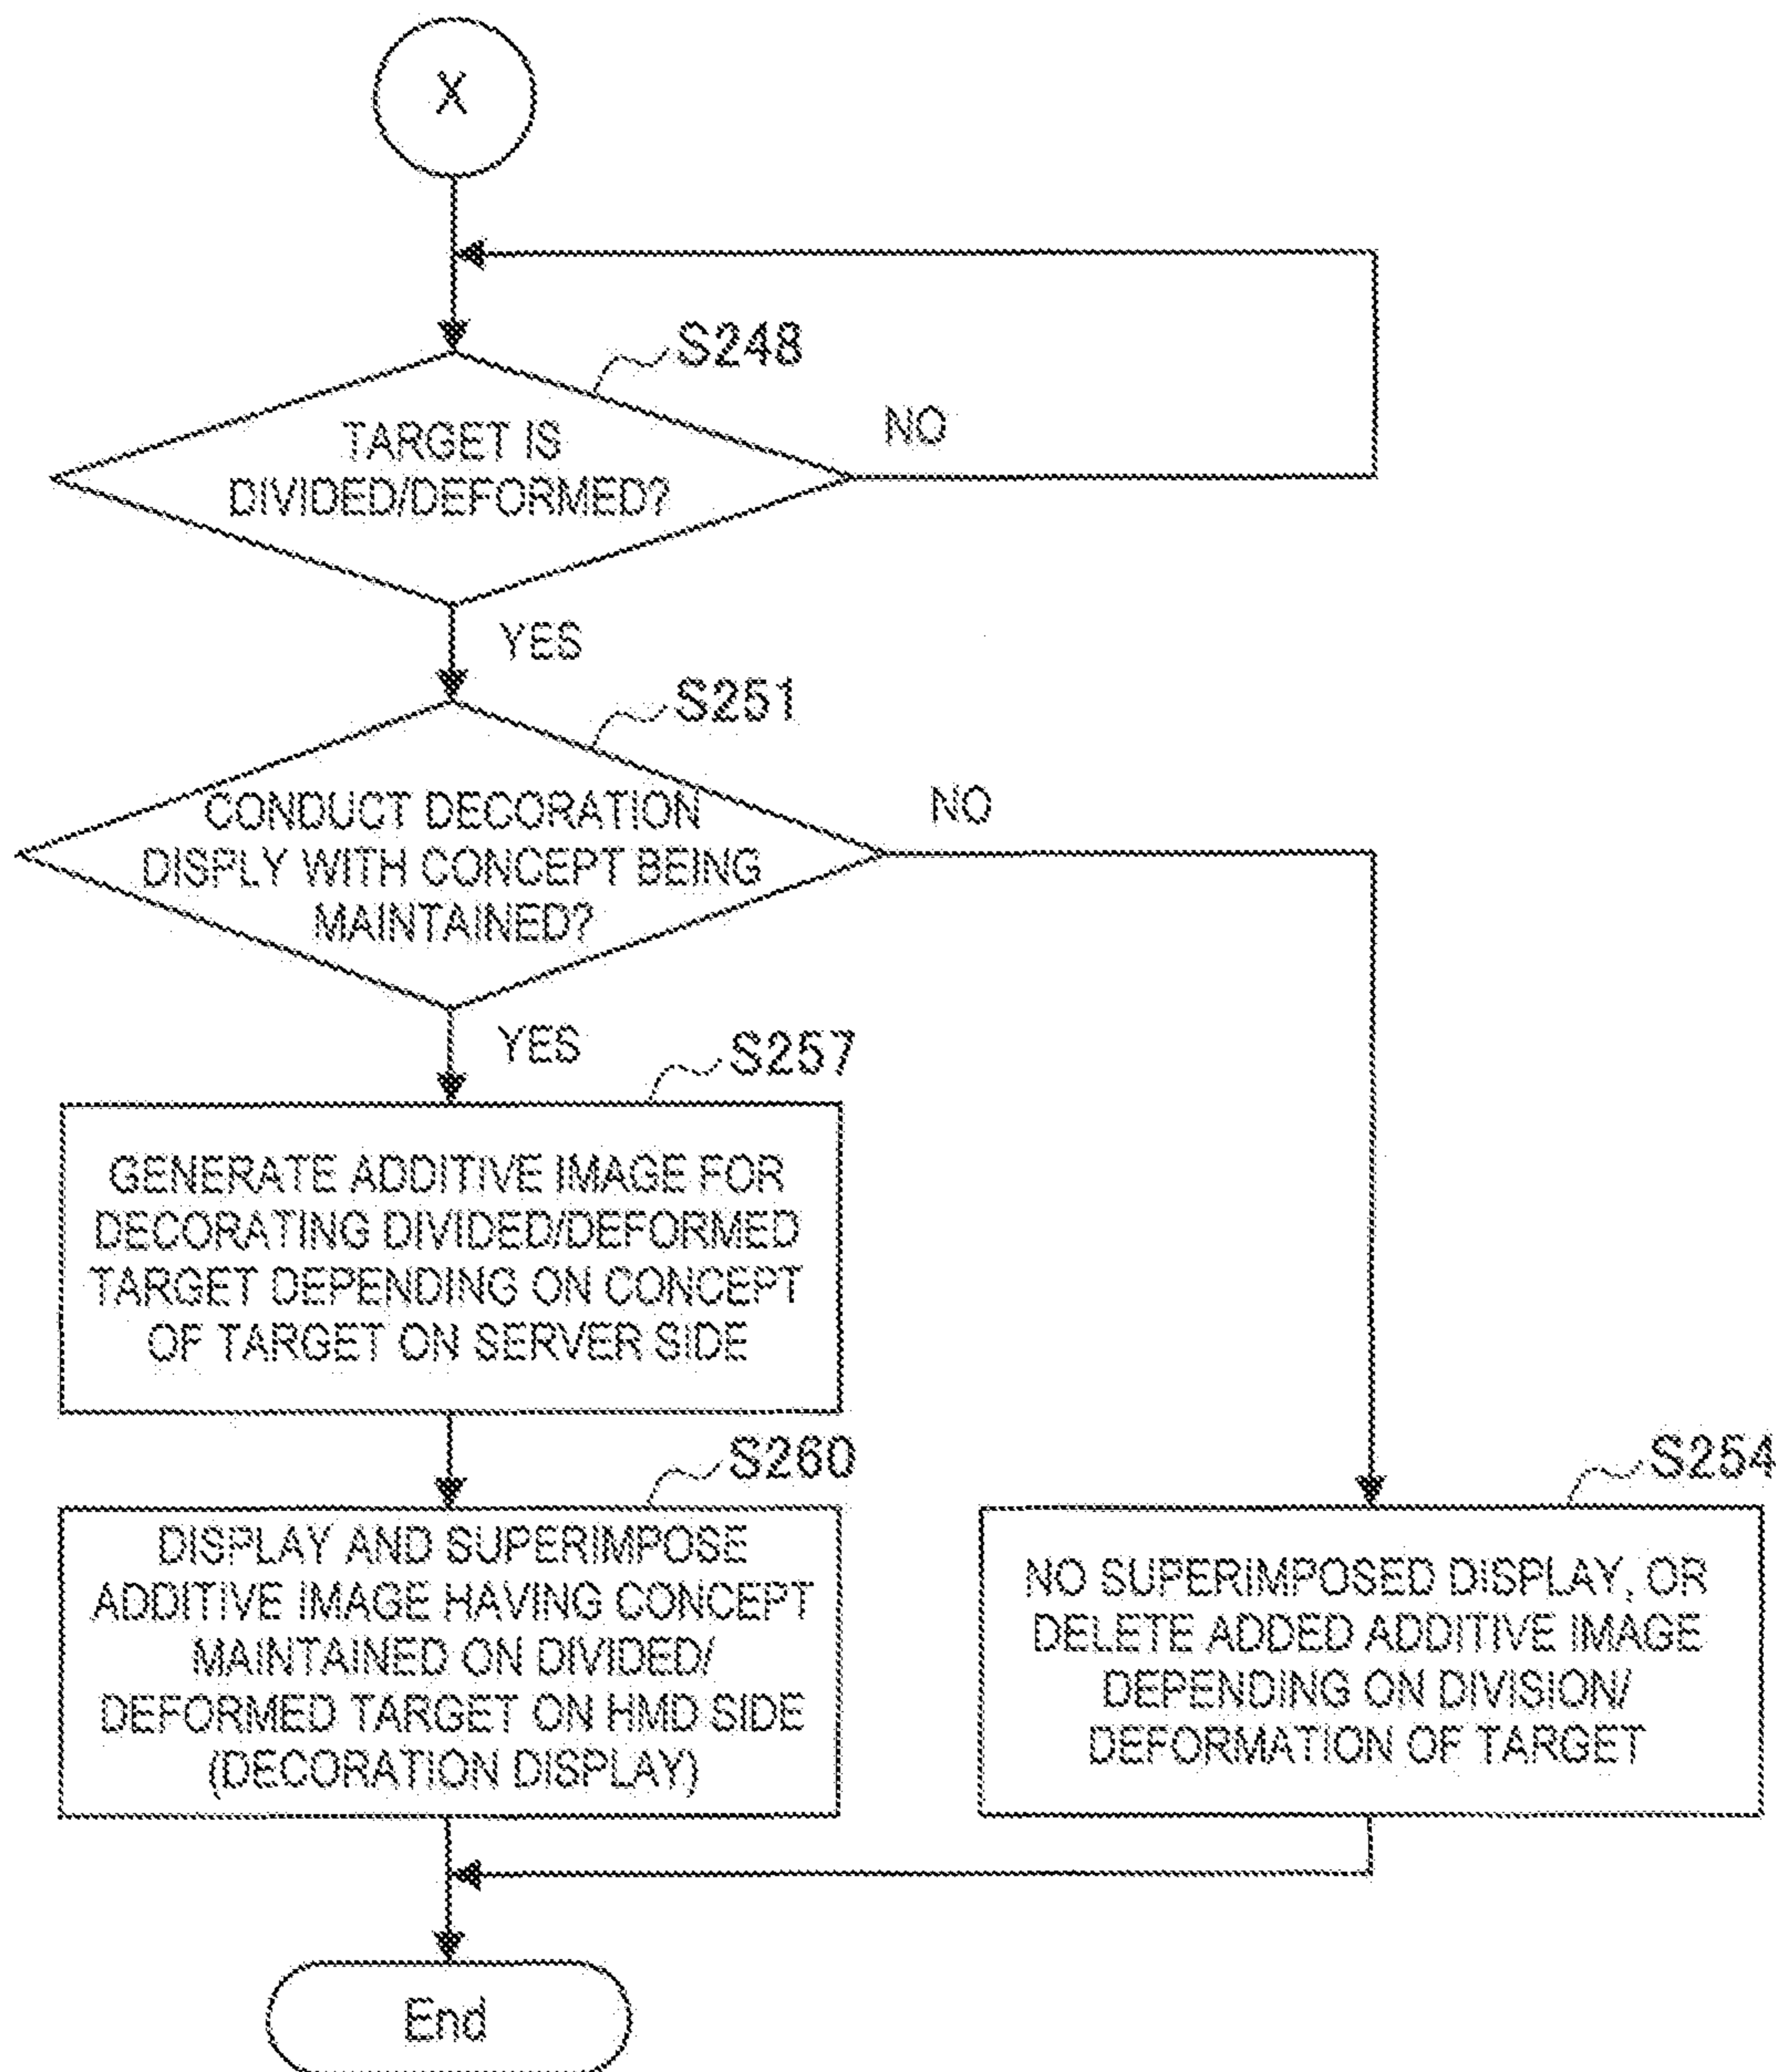 X
S248
TARGET IS
DIVIDED/DEFORMED?
NO
YES
S251
CONDUCT DECORATION
DISPLY WITH CONCEPT BEING
MAINTAINED?
NO
YES
S257
GENERATE ADDITIVE IMAGE FOR
DECORATING DIVIDED/DEFORMED
TARGET DEPENDING ON CONCEPT
OF TARGET ON SERVER SIDE
S260
DISPLAY AND SUPERIMPOSE
ADDITIVE IMAGE HAVING CONCEPT
MAINTAINED ON DIVIDED/
DEFORMED TARGET ON HMD SIDE
(DECORATION DISPLAY)
S254
NO SUPERIMPOSED DISPLAY, OR
DELETE ADDED ADDITIVE IMAGE
DEPENDING ON DIVISION/
DEFORMATION OF TARGET
End